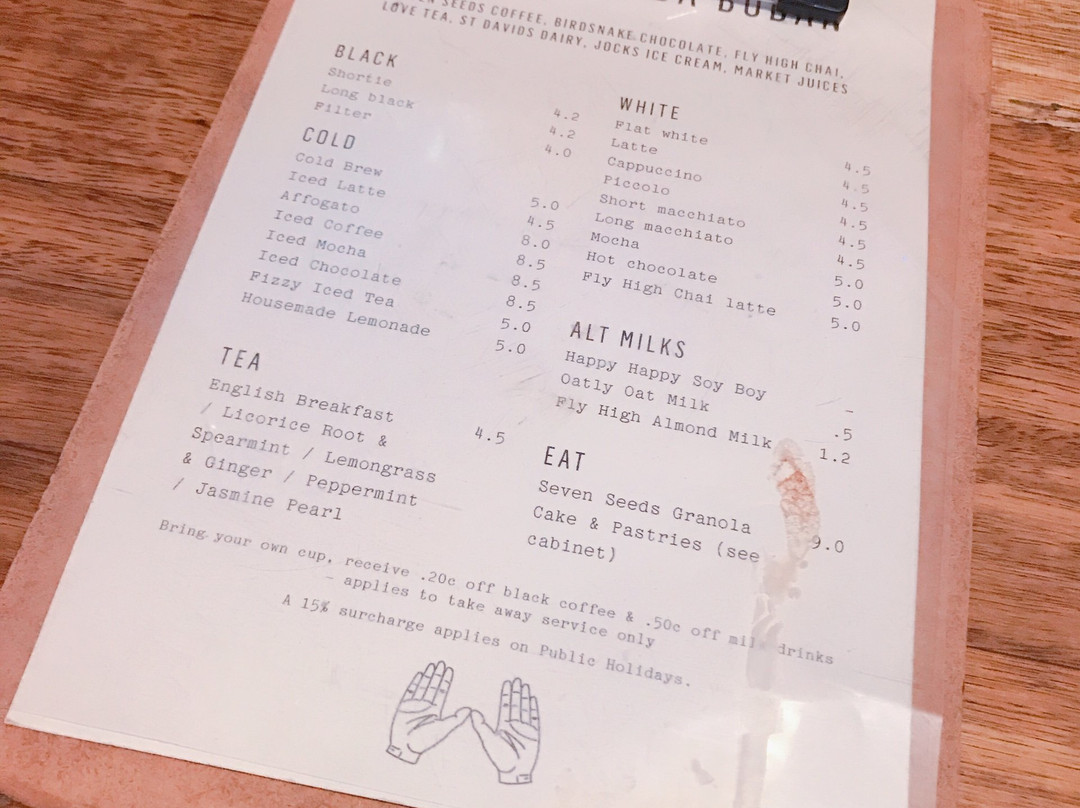 SEEDS COFFEE, BIRDSNAKE CHOCOLATE, FLY HIGH CHAI,
LOVE TEA, ST DAVIDS DAIRY, JOCKS ICE CREAM, MARKET JUICES
BLACK
Shortie 4.2
Long black 4.2
Filter 4.0
COLD
Cold Brew 5.0
Iced Latte 4.5
Affogato 8.0
Iced Coffee 8.5
Iced Mocha 8.5
Iced Chocolate 8.5
Fizzy Iced Tea 5.0
Housemade Lemonade 5.0
TEA
English Breakfast 4.5
/ Licorice Root &
Spearmint / Lemongrass
& Ginger / Peppermint
/ Jasmine Pearl
WHITE
Flat white 4.5
Latte 4.5
Cappuccino 4.5
Piccolo 4.5
Short macchiato 4.5
Long macchiato 4.5
Mocha 5.0
Hot chocolate 5.0
Fly High Chai latte 5.0
ALT MILKS
Happy Happy Soy Boy –
Oatly Oat Milk .5
Fly High Almond Milk 1.2
EAT
Seven Seeds Granola 9.0
Cake & Pastries (see
cabinet)
Bring your own cup, receive .20c off black coffee & .50c off milk drinks
– applies to take away service only
A 15% surcharge applies on Public Holidays.